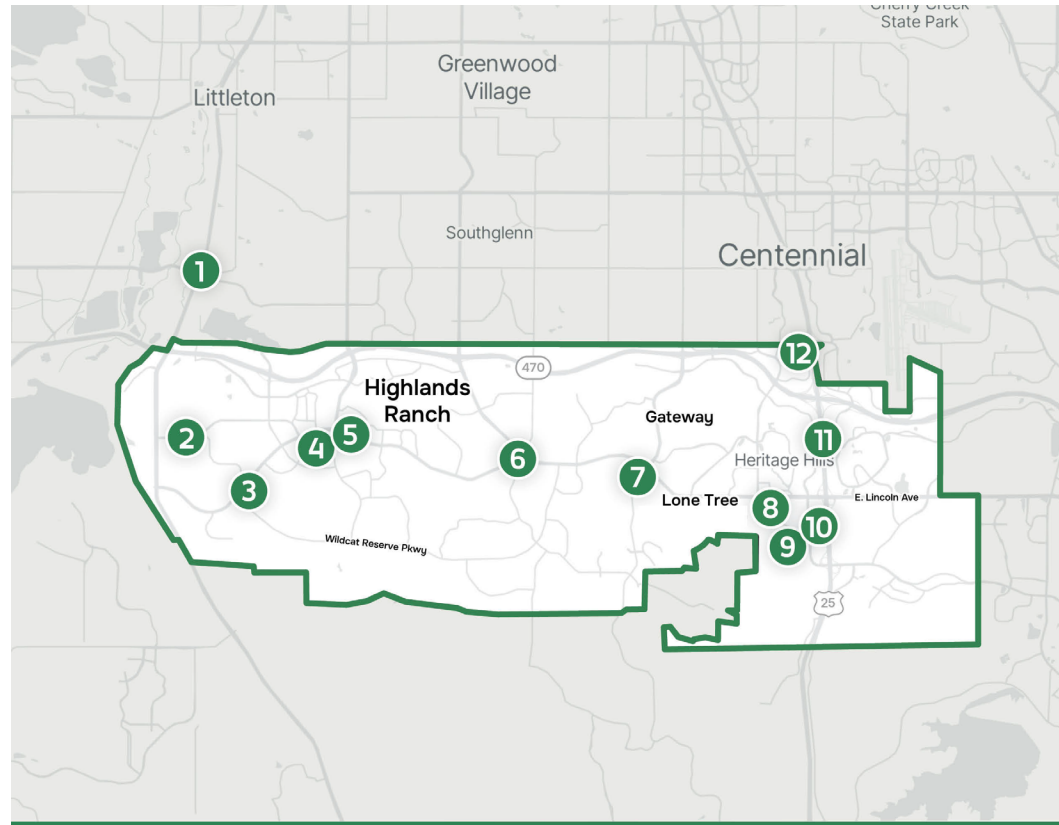 Cherry Creek
State Park
Greenwood
Village
Littleton
Southglenn
Centennial
1
12
470
Highlands
Ranch
Gateway
2
5
4
11
6
Heritage Hills
7
3
Lone Tree
E. Lincoln Ave
8
10
Wildcat Reserve Pkwy
9
25